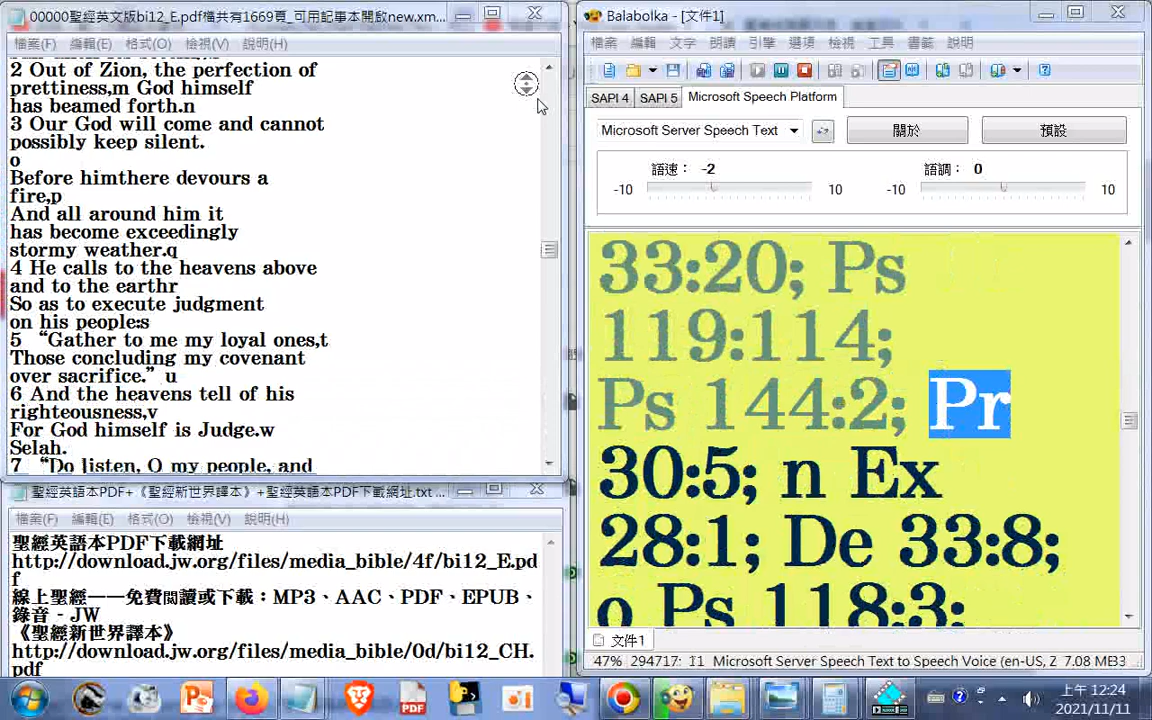 00000聖經英文版bi12_E.pdf檔共有1669頁_可用記事本開啟new.xm...
檔案(F) 編輯(E) 格式(O) 檢視(V) 說明(H)
2 Out of Zion, the perfection of
prettiness,m God himself
has beamed forth.n
3 Our God will come and cannot
possibly keep silent.
o
Before himthere devours a
fire,p
And all around him it
has become exceedingly
stormy weather.q
4 He calls to the heavens above
and to the earthr
So as to execute judgment
on his people:s
5 “Gather to me my loyal ones,t
Those concluding my covenant
over sacrifice.” u
6 And the heavens tell of his
righteousness,v
For God himself is Judge.w
Selah.
7 “Do listen, O my people, and
聖經英語本PDF+《聖經新世界譯本》+聖經英語本PDF下載網址.txt ...
檔案(F) 編輯(E) 格式(O) 檢視(V) 說明(H)
聖經英語本PDF下載網址
http://download.jw.org/files/media_bible/4f/bi12_E.pd
f
線上聖經——免費閱讀或下載：MP3、AAC、PDF、EPUB、
錄音 - JW
《聖經新世界譯本》
http://download.jw.org/files/media_bible/0d/bi12_CH.
pdf
Balabolka - [文件1]
檔案 編輯 文字 朗讀 引擎 選項 檢視 工具 書籤 說明
SAPI 4 SAPI 5 Microsoft Speech Platform
Microsoft Server Speech Text 關於 預設
語速： -2 語調： 0
-10 10 -10 10
33:20; Ps
119:114;
Ps 144:2; Pr
30:5; n Ex
28:1; De 33:8;
o Ps 118:3;
文件1
47% 294717: 11 Microsoft Server Speech Text to Speech Voice (en-US, Z 7.08 MB
上午 12:24
2021/11/11